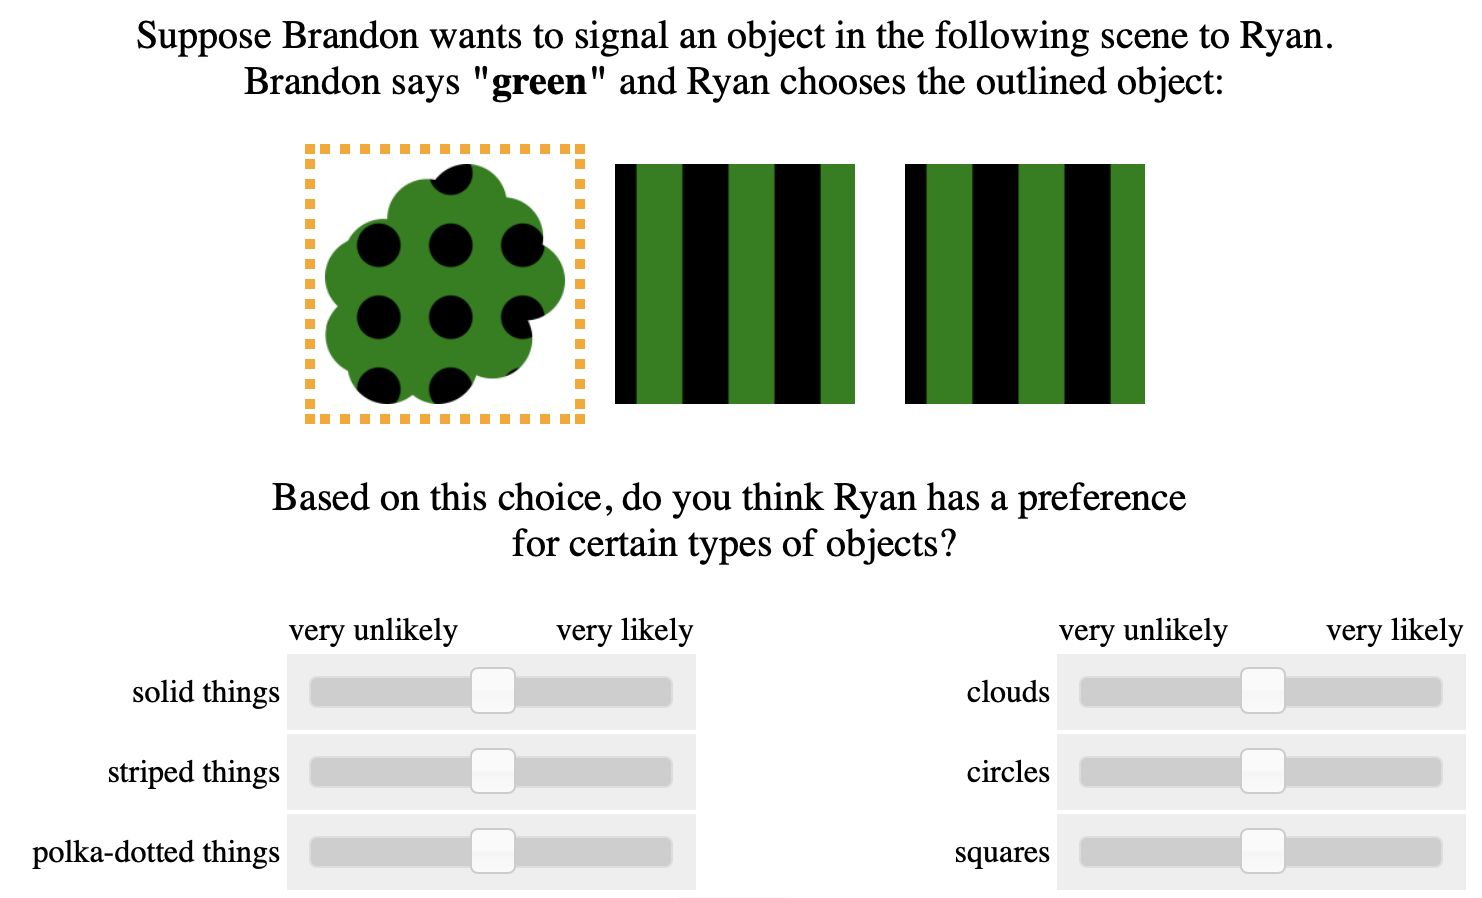 Suppose Brandon wants to signal an object in the following scene to Ryan.
Brandon says "green" and Ryan chooses the outlined object:
Based on this choice, do you think Ryan has a preference
for certain types of objects?
very unlikely very likely
solid things
striped things
polka-dotted things
very unlikely very likely
clouds
circles
squares